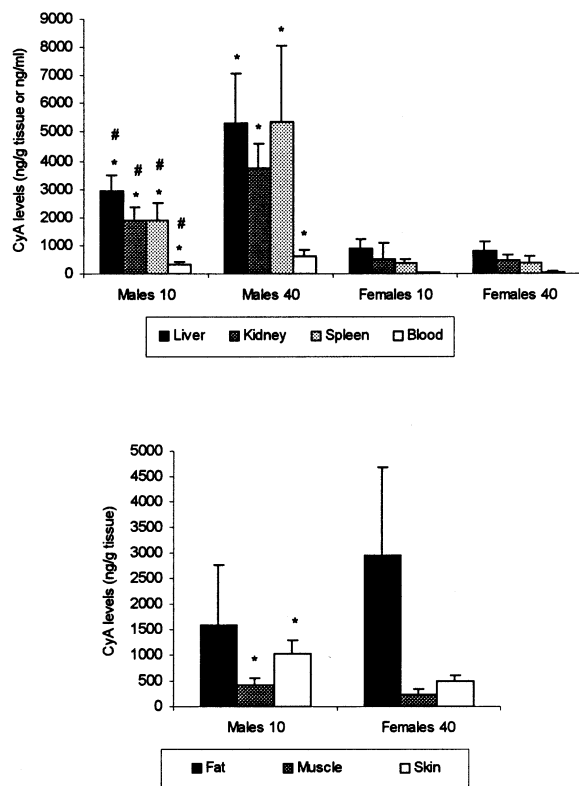 CyA levels (ng/g tissue or ng/ml)
9000
8000
7000
6000
5000
4000
3000
2000
1000
0
# # # #
* * * *
* * * *
Males 10 Males 40 Females 10 Females 40
Liver Kidney Spleen Blood
CyA levels (ng/g tissue)
5000
4500
4000
3500
3000
2500
2000
1500
1000
500
0
* *
Males 10 Females 40
Fat Muscle Skin